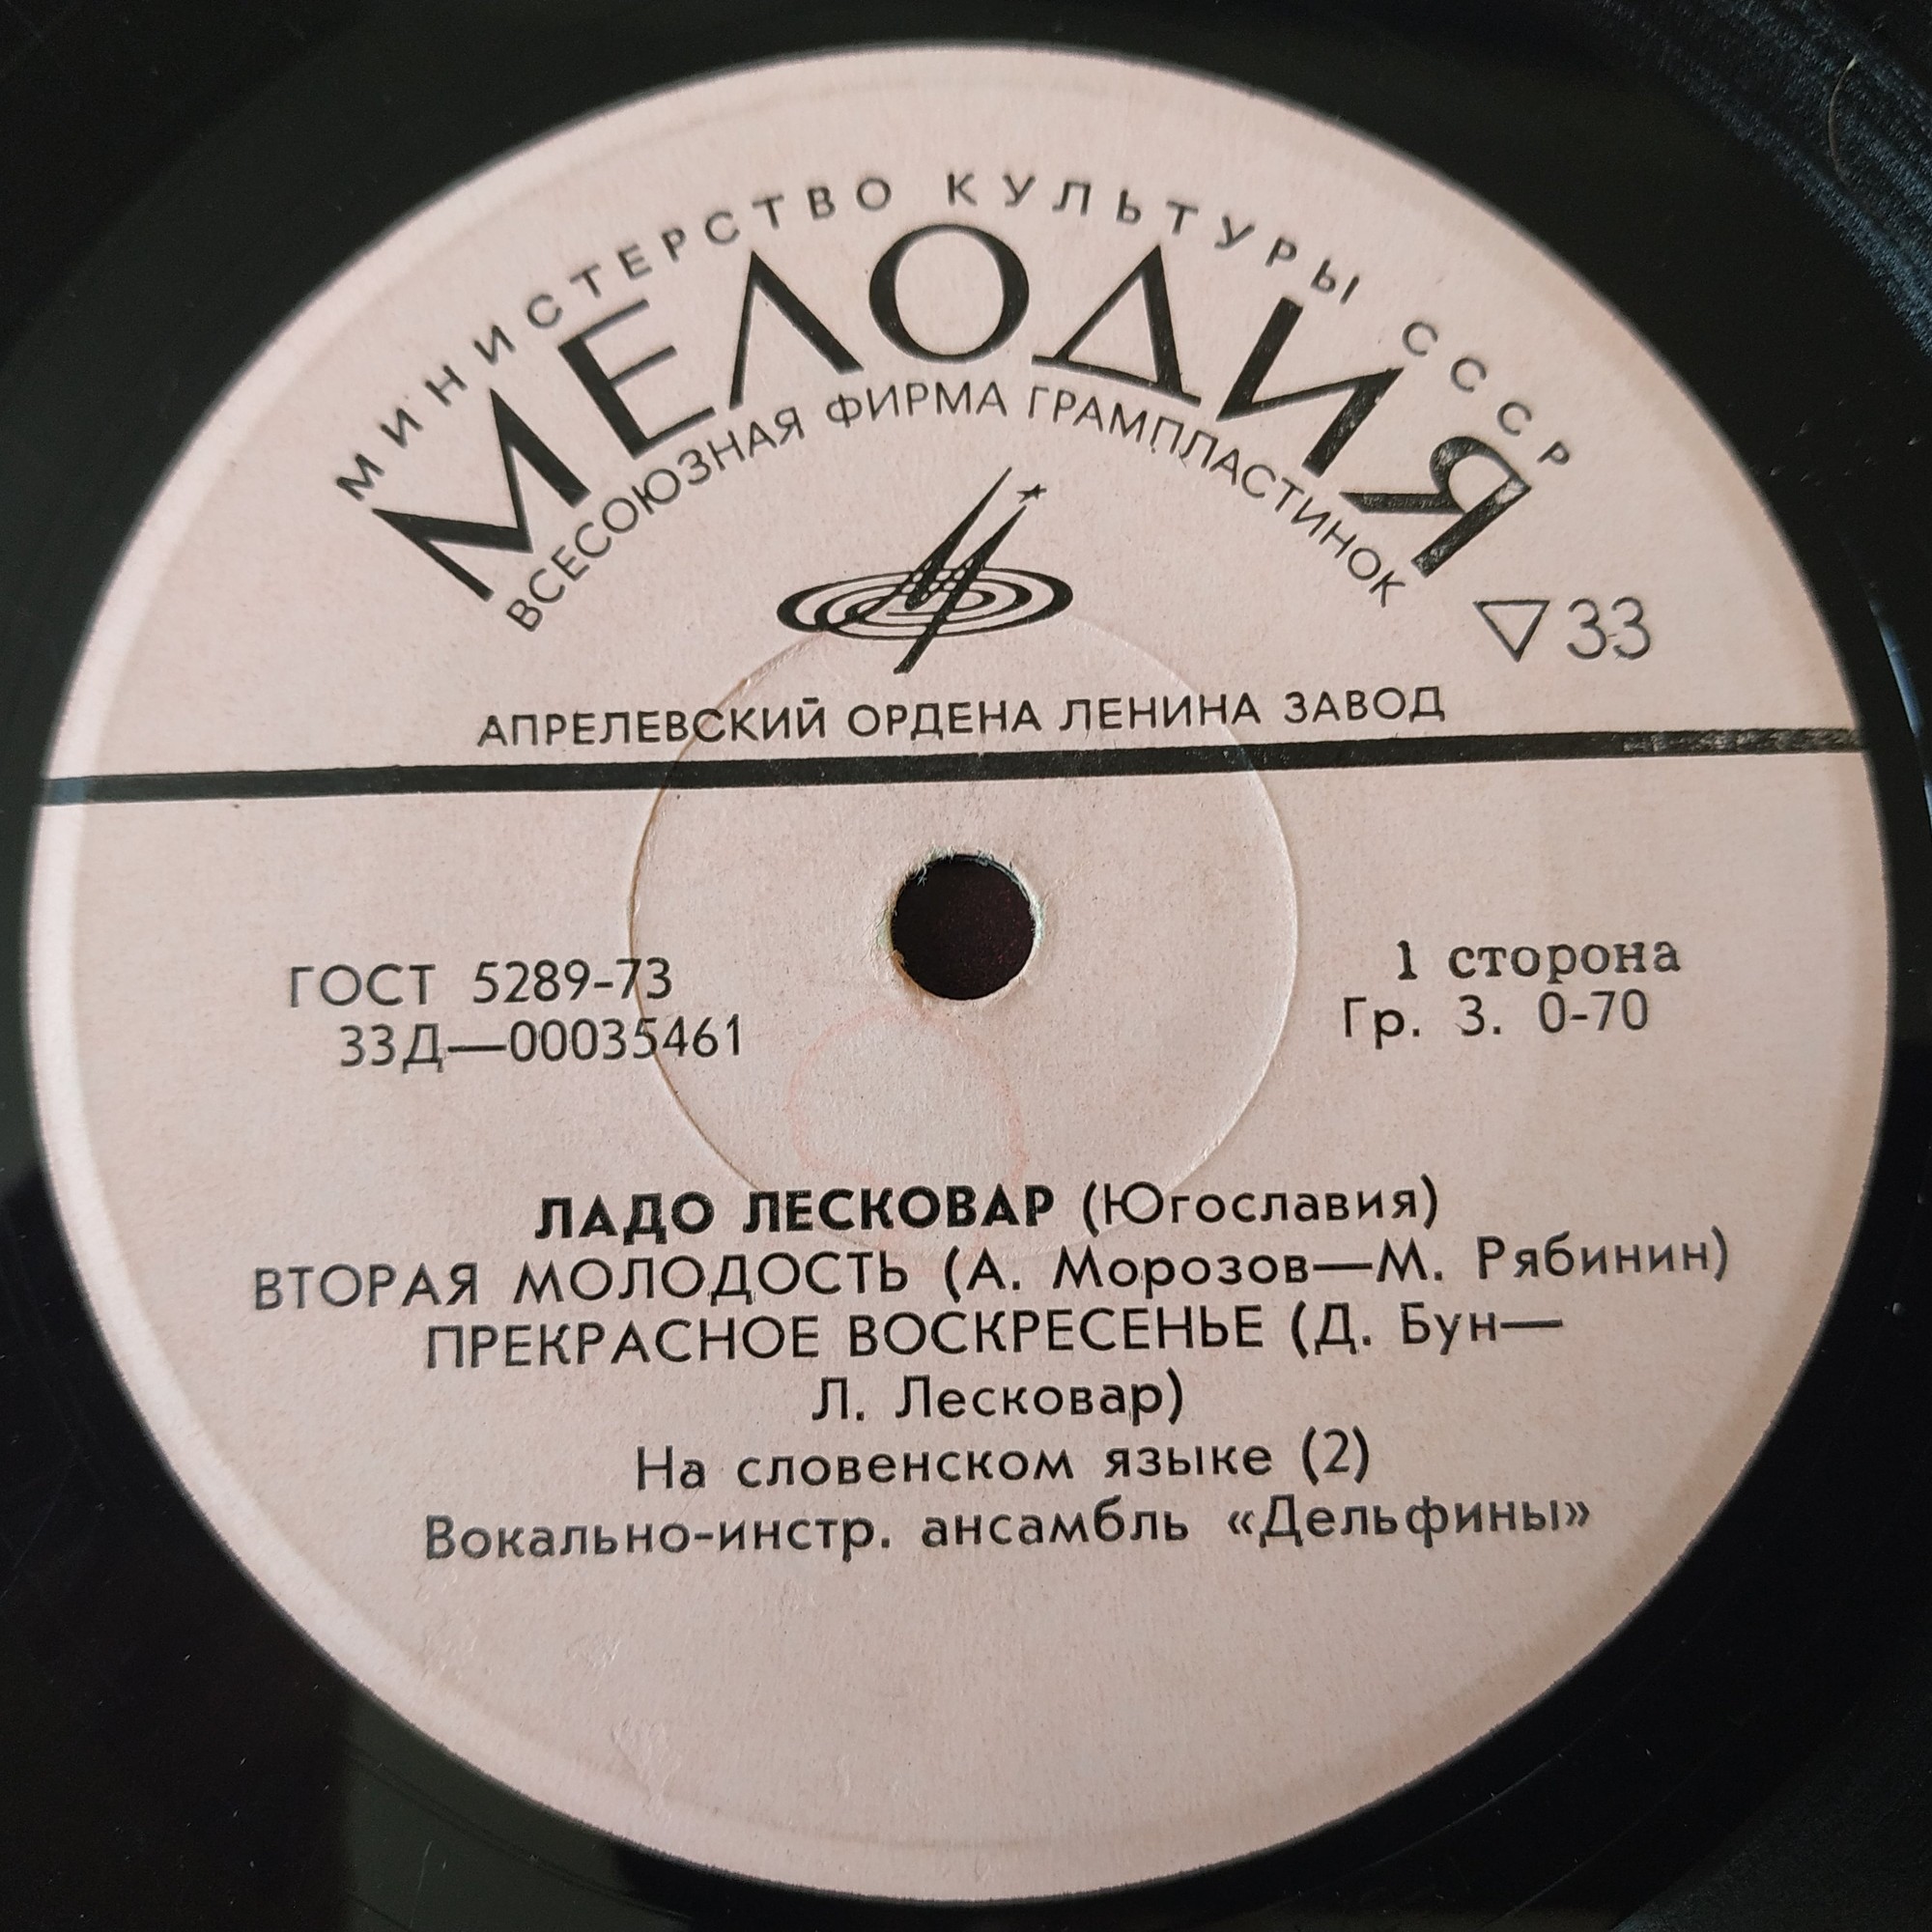 МИНИСТЕРСТВО КУЛЬТУРЫ СССР
МЕЛОДИЯ
ВСЕСОЮЗНАЯ ФИРМА ГРАМПЛАСТИНОК
▽ 33
АПРЕЛЕВСКИЙ ОРДЕНА ЛЕНИНА ЗАВОД
ГОСТ 5289-73
33Д—00035461
1 сторона
Гр. 3. 0-70
ЛАДО ЛЕСКОВАР (Югославия)
ВТОРАЯ МОЛОДОСТЬ (А. Морозов—М. Рябинин)
ПРЕКРАСНОЕ ВОСКРЕСЕНЬЕ (Д. Бун—
Л. Лесковар)
На словенском языке (2)
Вокально-инстр. ансамбль «Дельфины»